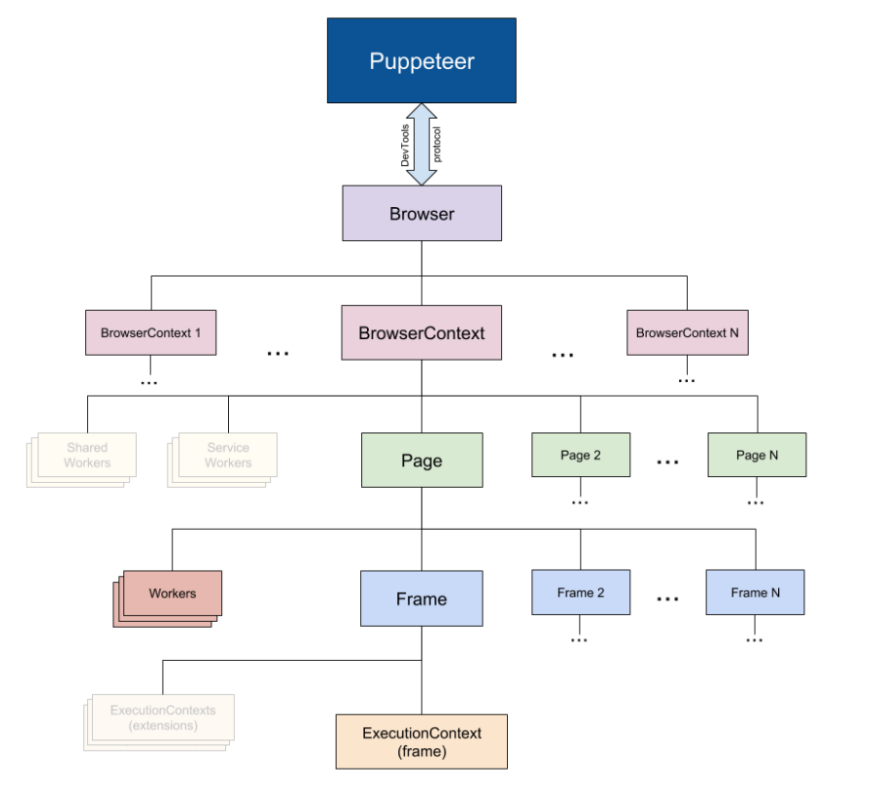 Puppeteer
DevTools
protocol
Browser
BrowserContext 1
...
BrowserContext
...
BrowserContext N
...
...
Shared
Workers
Service
Workers
Page
Page 2
...
Page N
...
...
Workers
Frame
Frame 2
...
Frame N
...
...
ExecutionContexts
(extensions)
ExecutionContext
(frame)